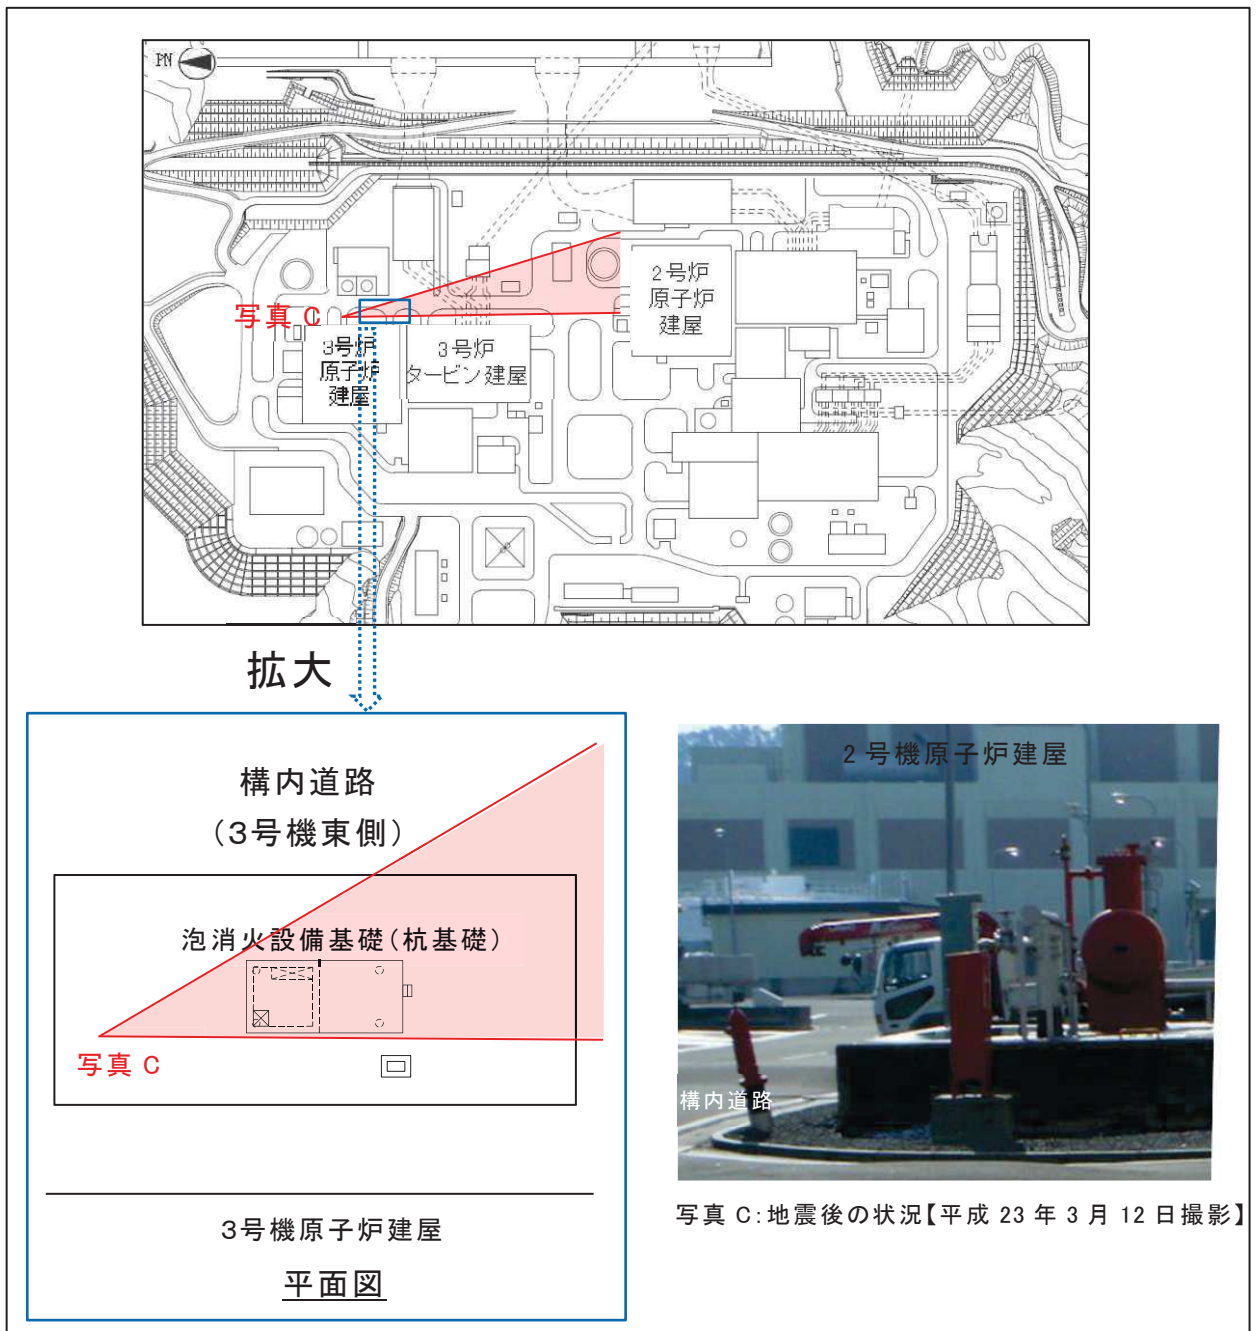 PN
2号炉
原子炉
建屋
写真 C
3号炉
原子炉
建屋
3号炉
タービン建屋
拡大
構内道路
（3号機東側）
泡消火設備基礎(杭基礎)
写真 C
3号機原子炉建屋
平面図
2号機原子炉建屋
構内道路
写真 C:地震後の状況【平成 23 年 3 月 12 日撮影】